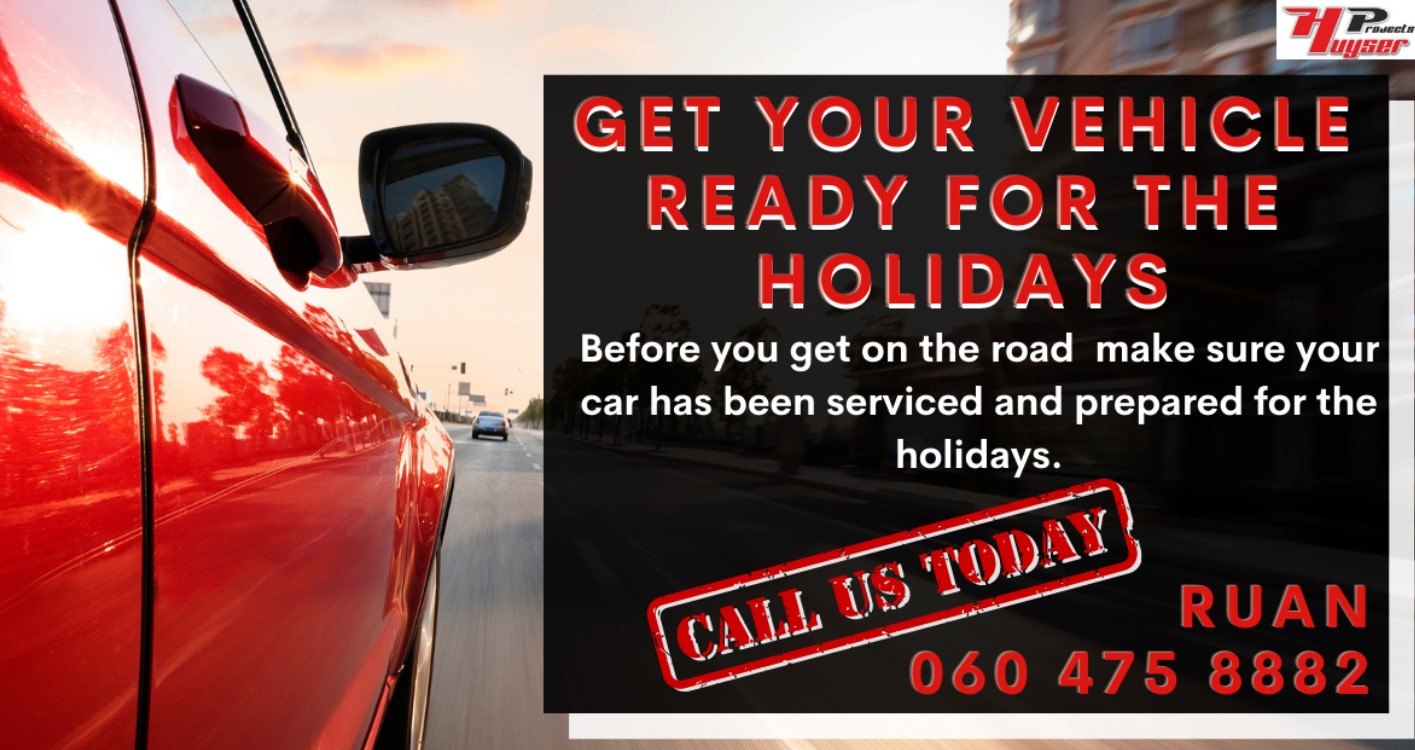 HP Projects
Huyser
GET YOUR VEHICLE
READY FOR THE
HOLIDAYS
Before you get on the road  make sure your
car has been serviced and prepared for the
holidays.
CALL US TODAY
RUAN
060 475 8882